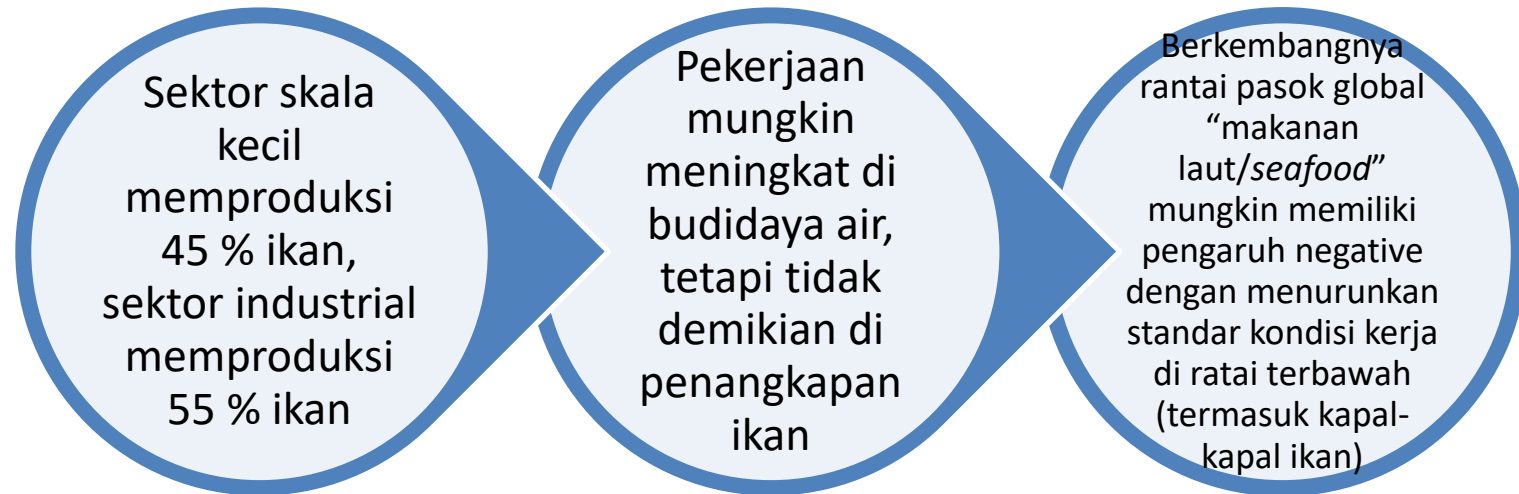 Sektor skala
kecil
memproduksi
45 % ikan,
sektor industrial
memproduksi
55 % ikan
Pekerjaan
mungkin
meningkat di
budidaya air,
tetapi tidak
demikian di
penangkapan
ikan
Berkembangnya
rantai pasok global
“makanan
laut/seafood”
mungkin memiliki
pengaruh negative
dengan menurunkan
standar kondisi kerja
di ratai terbawah
(termasuk kapal-
kapal ikan)